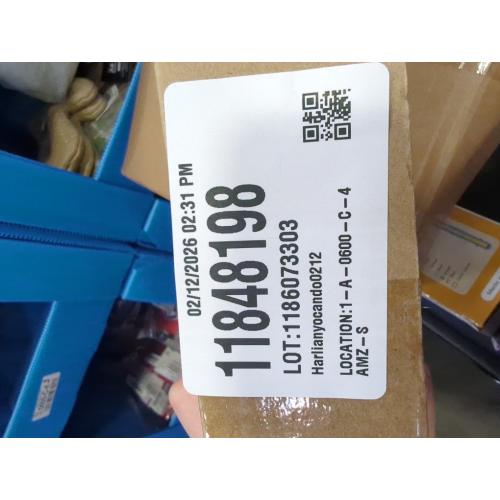 02/12/2026 02:31 PM
11848198
LOT:1186073303
Harlianyocando0212
LOCATION:1-A-0600-C-4
AMZ-S